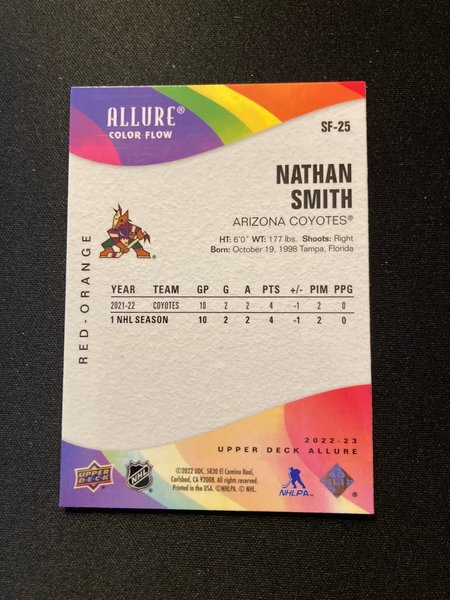 ALLURE®
COLOR FLOW
SF-25
NATHAN
SMITH
ARIZONA COYOTES®
HT: 6'0" WT: 177 lbs. Shoots: Right
Born: October 19, 1998 Tampa, Florida
RED-ORANGE
YEAR TEAM GP G A PTS +/- PIM PPG
2021-22 COYOTES 10 2 2 4 -1 2 0
1 NHL SEASON 10 2 2 4 -1 2 0
2022-23
UPPER DECK ALLURE
UPPER DECK
NHL
©2022 UDC. 5830 El Camino Real,
Carlsbad, CA 92008. All rights reserved.
Printed in the USA. ©NHLPA. © NHL.
NHLPA
®